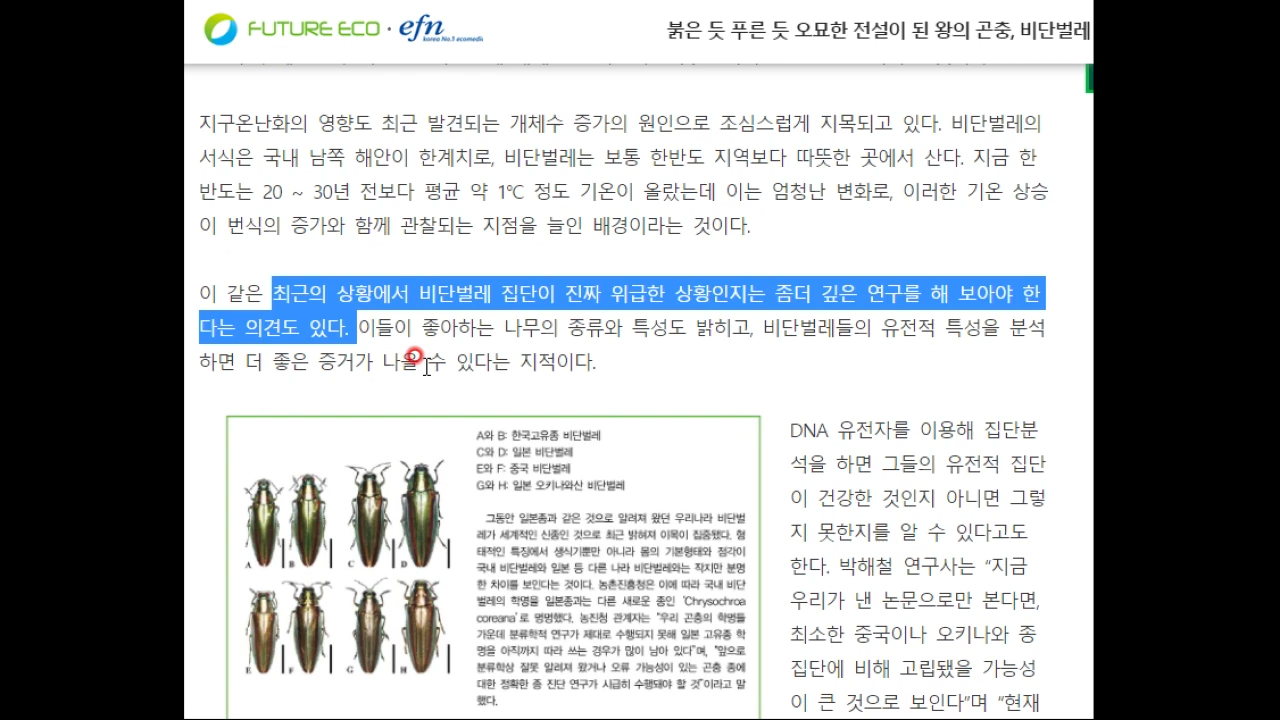 FUTURE ECO · efn
korea No.1 ecomedia
붉은 듯 푸른 듯 오묘한 전설이 된 왕의 곤충, 비단벌레
지구온난화의 영향도 최근 발견되는 개체수 증가의 원인으로 조심스럽게 지목되고 있다. 비단벌레의
서식은 국내 남쪽 해안이 한계치로, 비단벌레는 보통 한반도 지역보다 따뜻한 곳에서 산다. 지금 한
반도는 20 ~ 30년 전보다 평균 약 1℃ 정도 기온이 올랐는데 이는 엄청난 변화로, 이러한 기온 상승
이 번식의 증가와 함께 관찰되는 지점을 늘인 배경이라는 것이다.
이 같은 최근의 상황에서 비단벌레 집단이 진짜 위급한 상황인지는 좀더 깊은 연구를 해 보아야 한
다는 의견도 있다. 이들이 좋아하는 나무의 종류와 특성도 밝히고, 비단벌레들의 유전적 특성을 분석
하면 더 좋은 증거가 나올 수 있다는 지적이다.
A와 B: 한국고유종 비단벌레
C와 D: 일본 비단벌레
E와 F: 중국 비단벌레
G와 H: 일본 오키나와산 비단벌레
그동안 일본종과 같은 것으로 알려져 왔던 우리나라 비단벌
레가 세계적인 신종인 것으로 최근 밝혀져 이목이 집중됐다. 형
태적인 특징에서 생식기뿐만 아니라 몸의 기본형태와 점각이
국내 비단벌레와 일본 등 다른 나라 비단벌레와는 작지만 분명
한 차이를 보인다는 것이다. 농촌진흥청은 이에 따라 국내 비단
벌레의 학명을 일본종과는 다른 새로운 종인 'Chrysochroa
coreana'로 명명했다. 농진청 관계자는 "우리 곤충의 학명들
가운데 분류학적 연구가 제대로 수행되지 못해 일본 고유종 학
명을 아직까지 따라 쓰는 경우가 많이 남아 있다"며, "앞으로
분류학상 잘못 알려져 왔거나 오류 가능성이 있는 곤충 종에
대한 정확한 종 진단 연구가 시급히 수행돼야 할 것"이라고 말
했다.
A B C D
E F G H
DNA 유전자를 이용해 집단분
석을 하면 그들의 유전적 집단
이 건강한 것인지 아니면 그렇
지 못한지를 알 수 있다고도
한다. 박해철 연구사는 “지금
우리가 낸 논문으로만 본다면,
최소한 중국이나 오키나와 종
집단에 비해 고립됐을 가능성
이 큰 것으로 보인다”며 “현재